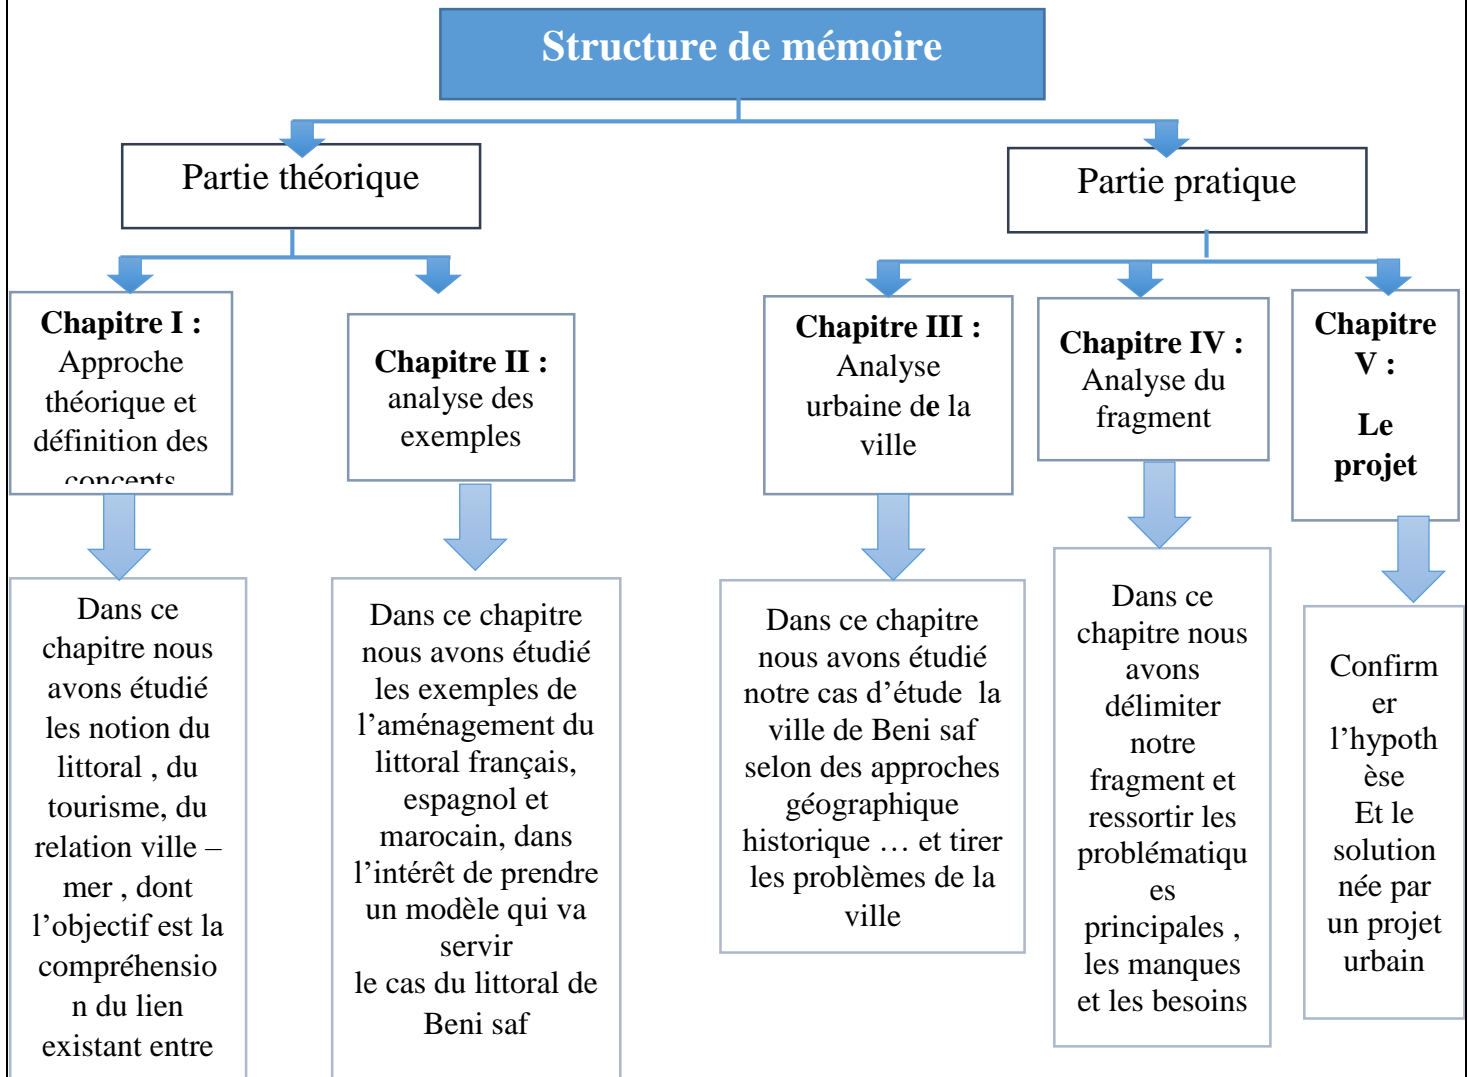 Structure de mémoire
Partie théorique
Partie pratique
Chapitre I :
Approche
théorique et
définition des
concepts
Chapitre II :
analyse des
exemples
Chapitre III :
Analyse
urbaine de la
ville
Chapitre IV :
Analyse du
fragment
Chapitre
V :
Le
projet
Dans ce
chapitre nous
avons étudié
les notion du
littoral , du
tourisme, du
relation ville –
mer , dont
l’objectif est la
compréhensio
n du lien
existant entre
Dans ce chapitre
nous avons étudié
les exemples de
l’aménagement du
littoral français,
espagnol et
marocain, dans
l’intérêt de prendre
un modèle qui va
servir
le cas du littoral de
Beni saf
Dans ce chapitre
nous avons étudié
notre cas d’étude  la
ville de Beni saf
selon des approches
géographique
historique … et tirer
les problèmes de la
ville
Dans ce
chapitre nous
avons
délimiter
notre
fragment et
ressortir les
problématiqu
es
principales ,
les manques
et les besoins
Confirm
er
l’hypoth
èse
Et le
solution
née par
un projet
urbain